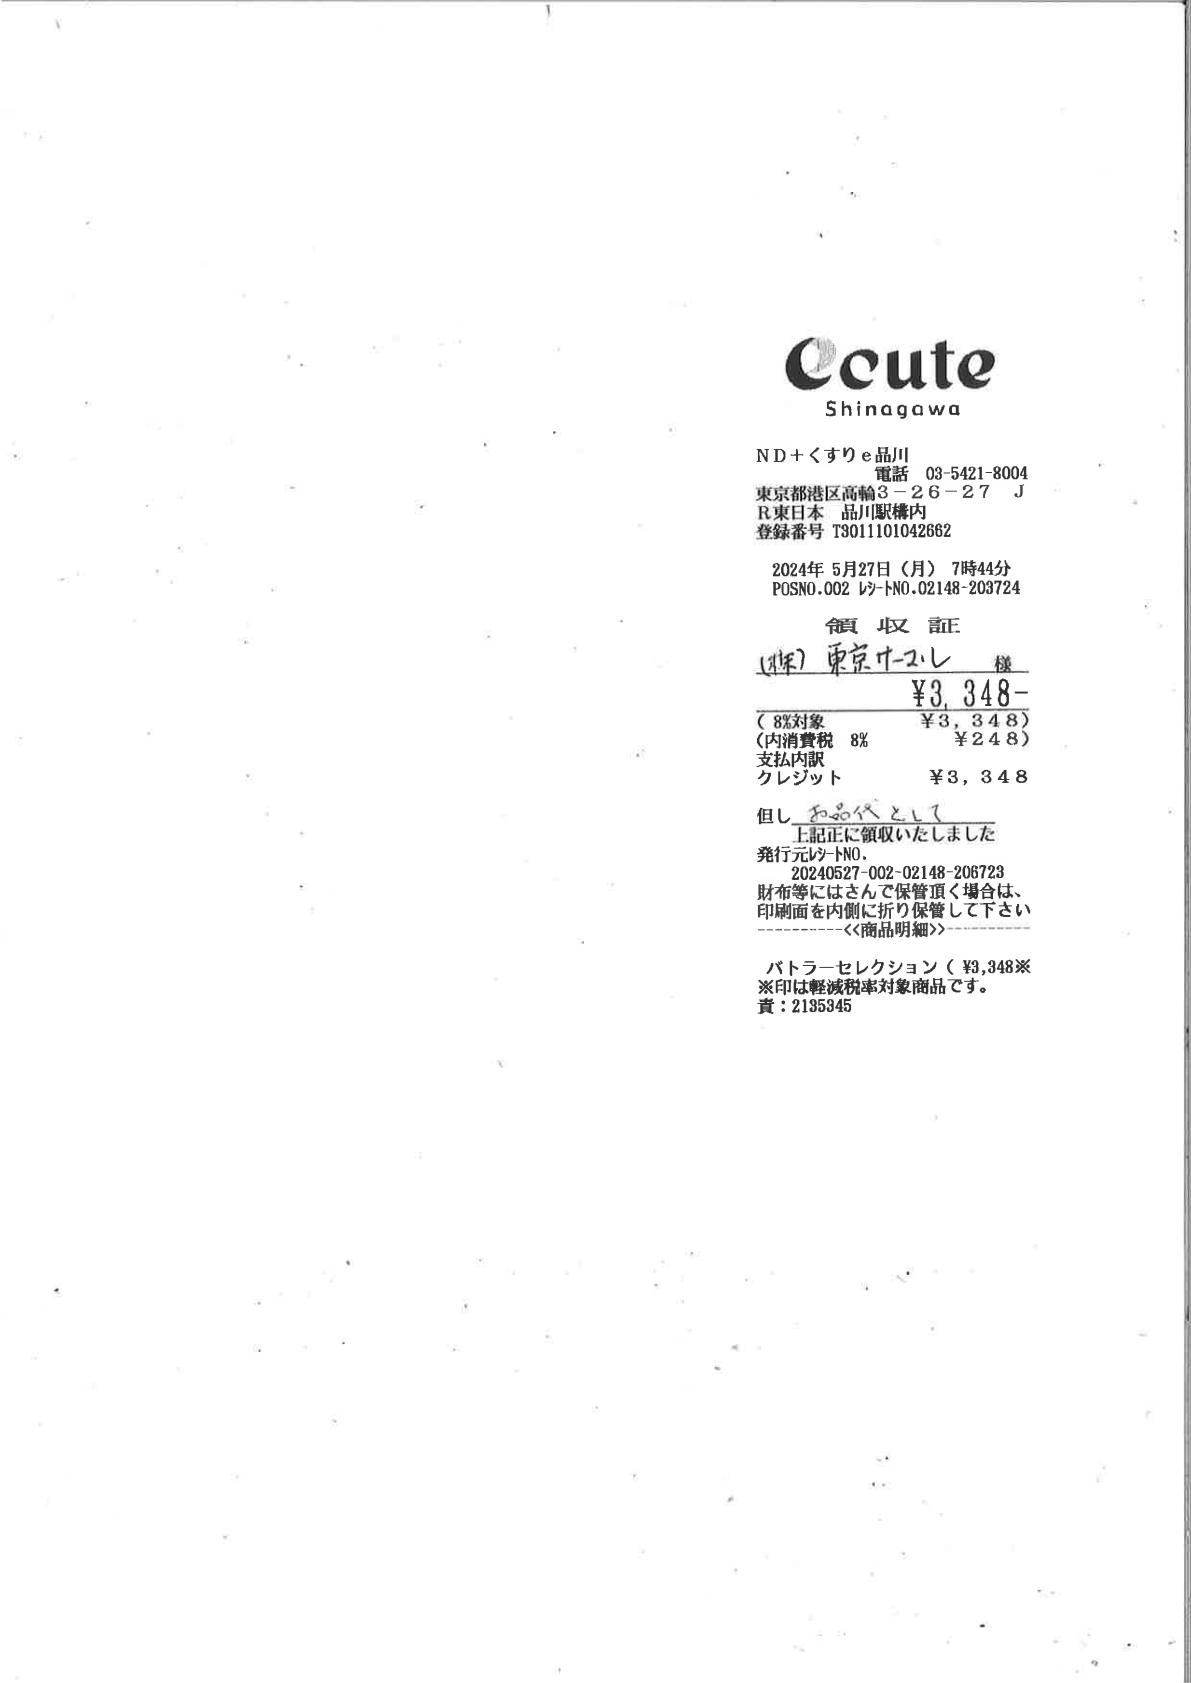 ecute
Shinagawa
ND+くすりe品川
電話 03-5421-8004
東京都港区高輪3-26-27 J
R東日本 品川駅構内
登録番号 T3011101042662
2024年 5月27日(月) 7時44分
POSNO.002 ﾚｼｰﾄNO.02148-203724
領収証
(株) 東京 様
¥3,348-
( 8%対象 ¥3,348)
(内消費税 8% ¥248)
支払内訳
クレジット ¥3,348
但し お品代として
上記正に領収いたしました
発行元ﾚｼｰﾄNO.
20240527-002-02148-206723
財布等にはさんで保管頂く場合は、
印刷面を内側に折り保管して下さい
----------<<商品明細>>----------
バトラーセレクション( ¥3,348※
※印は軽減税率対象商品です。
責:2135345